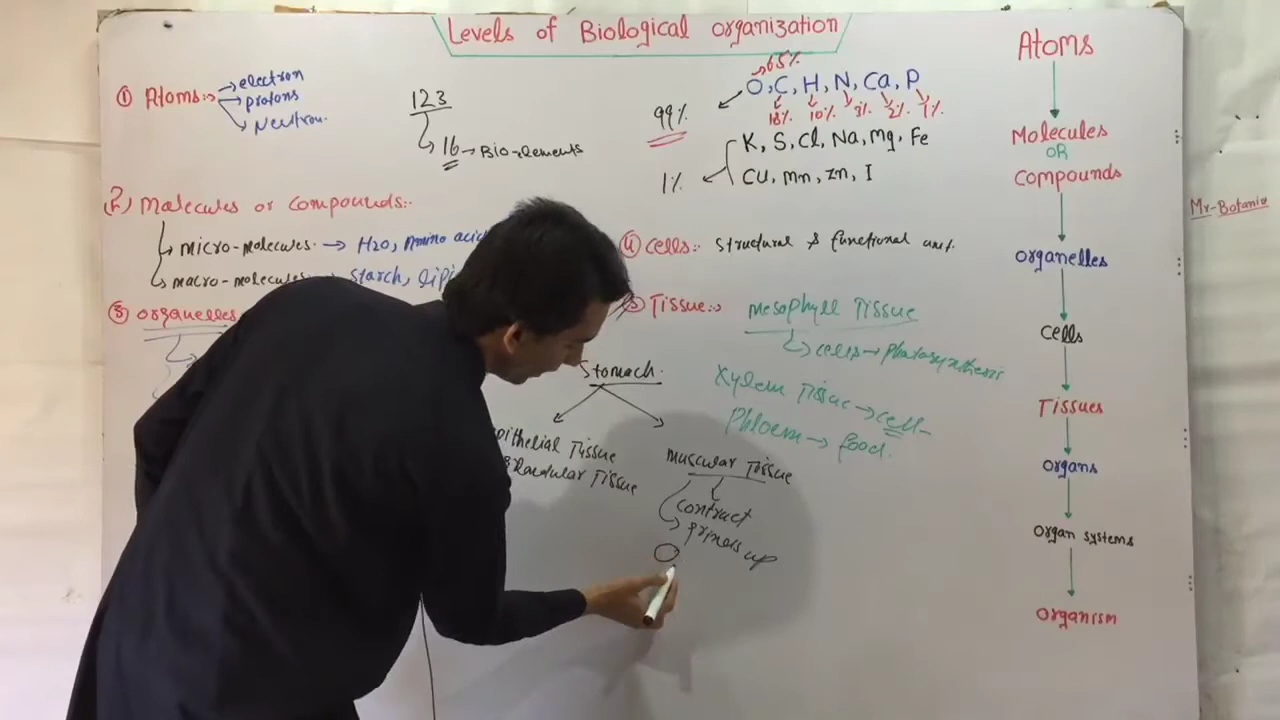 Levels of Biological organization
① Atoms:-
→electron
→protons
→Neutron.
123
16→Bio-elements
→65%
99% ← O, C, H, N, Ca, P
18% 10% 3% 2% 1%
K, S, Cl, Na, Mg, Fe
1% ← Cu, mn, zn, I
2) Molecules or compounds:-
micro-molecules. → H2O, Amino acid
macro-molecules → starch, lipi
③ organelles
④ cells:- structural & functional unit.
Tissue:- mesophyll Tissue
cells→photosynthesis
Xylem Tissue→cell-
Phloem→food.
Stomach.
pithelial Tissue
landular Tissue
muscular Tissue
contract
Atoms
Molecules
OR
compounds
organelles
cells
Tissues
organs
organ systems
organism
Mr-Botanix